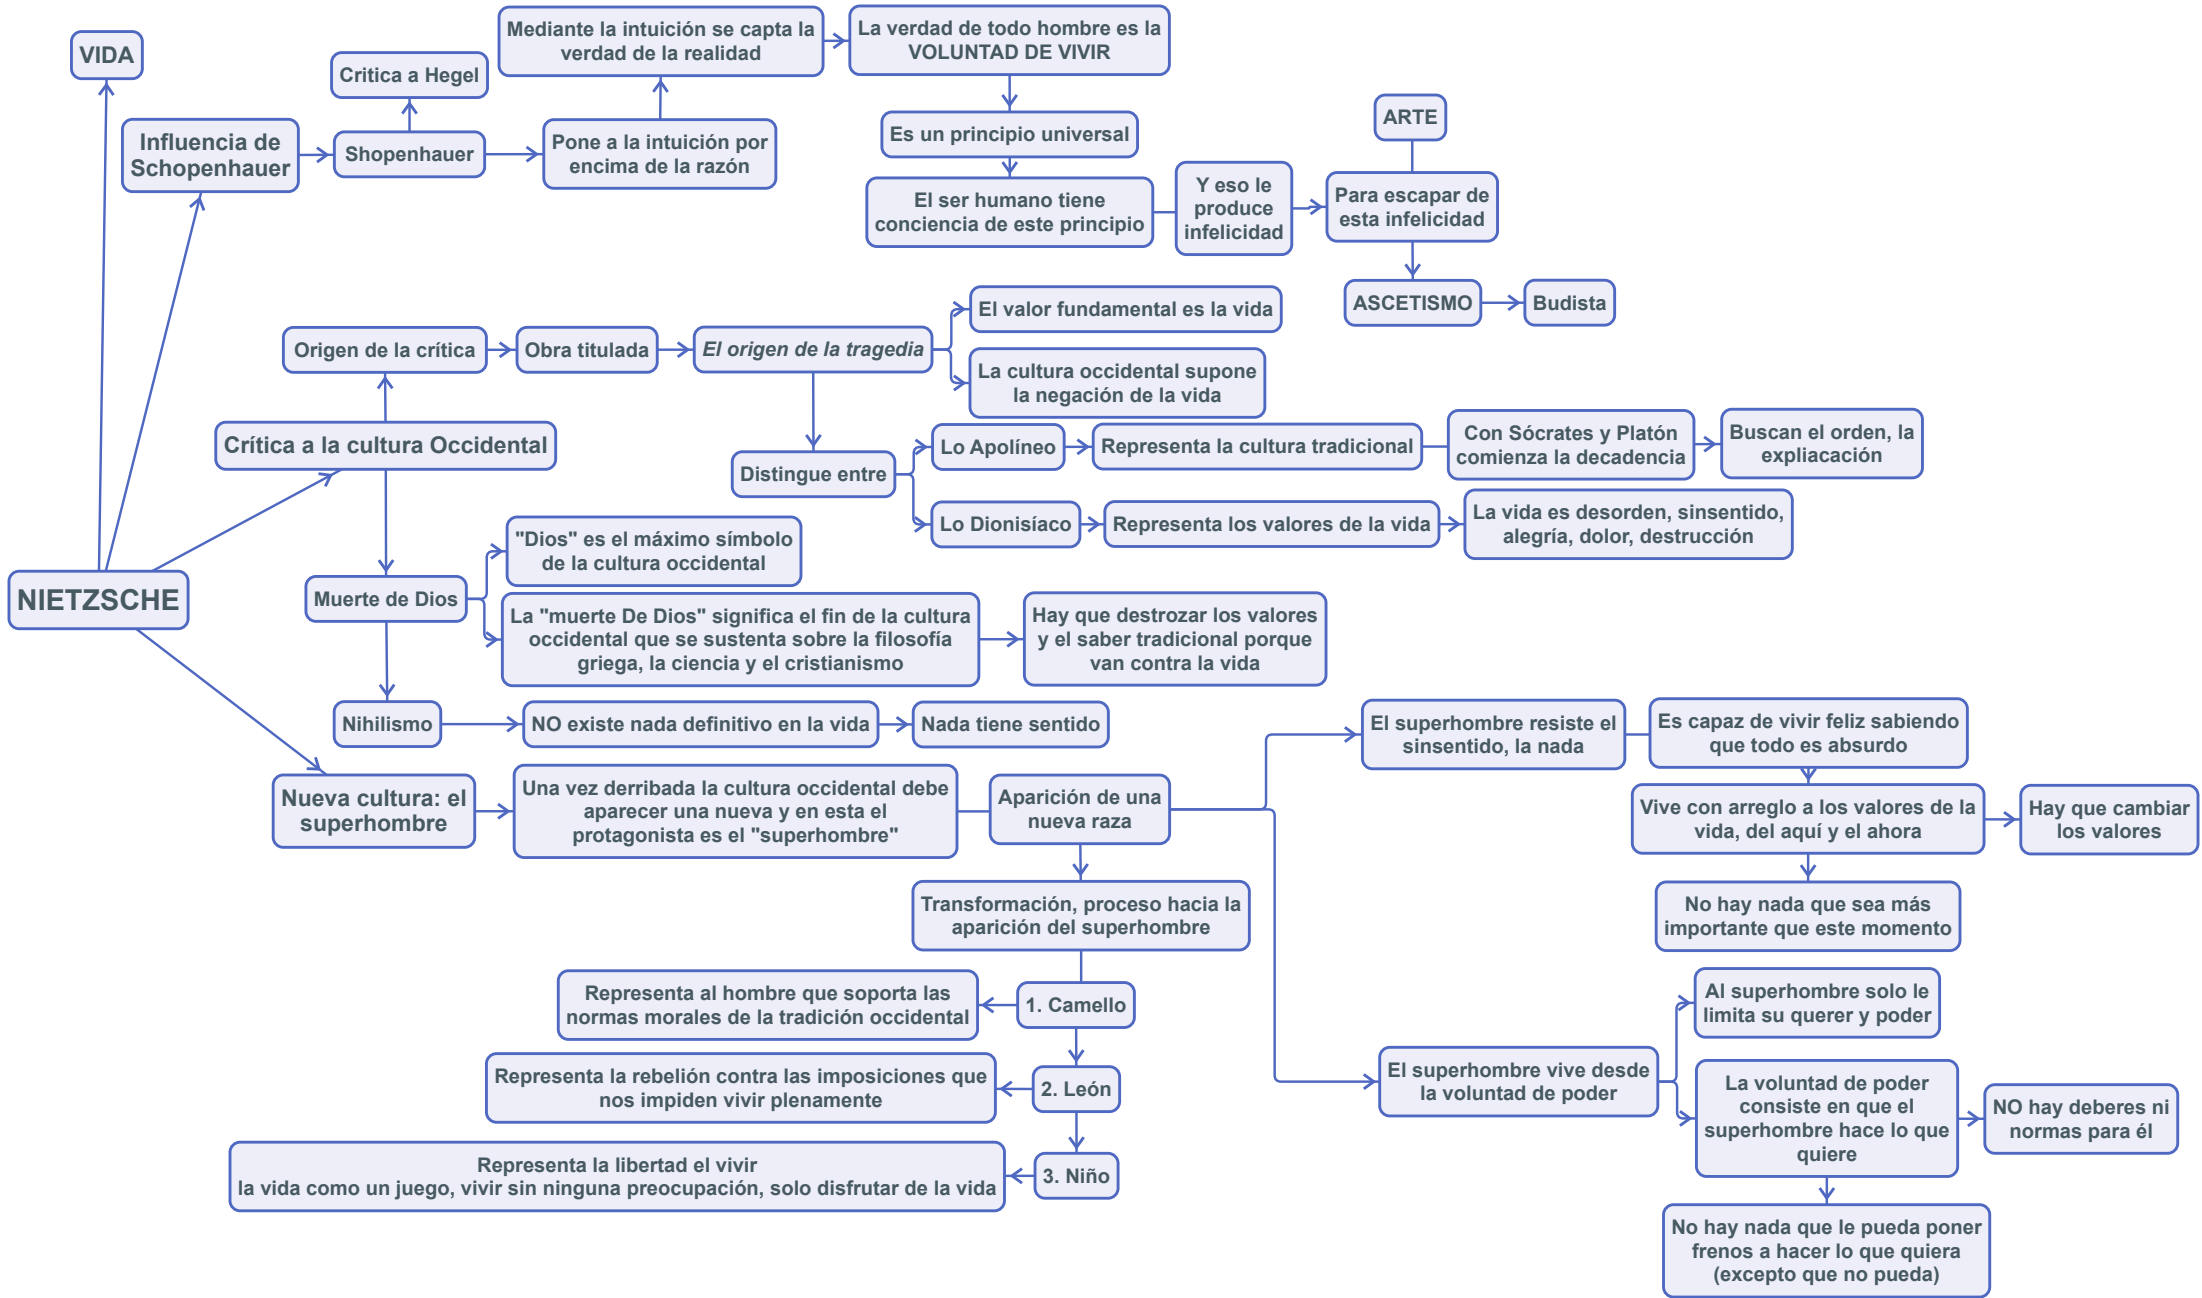 VIDA
Influencia de
Schopenhauer
Shopenhauer
Critica a Hegel
Pone a la intuición por
encima de la razón
Mediante la intuición se capta la
verdad de la realidad
La verdad de todo hombre es la
VOLUNTAD DE VIVIR
Es un principio universal
El ser humano tiene
conciencia de este principio
Y eso le
produce
infelicidad
Para escapar de
esta infelicidad
ARTE
ASCETISMO
Budista
Origen de la crítica
Obra titulada
El origen de la tragedia
El valor fundamental es la vida
La cultura occidental supone
la negación de la vida
Crítica a la cultura Occidental
Distingue entre
Lo Apolíneo
Representa la cultura tradicional
Con Sócrates y Platón
comienza la decadencia
Buscan el orden, la
expliacación
Lo Dionisíaco
Representa los valores de la vida
La vida es desorden, sinsentido,
alegría, dolor, destrucción
NIETZSCHE
Muerte de Dios
"Dios" es el máximo símbolo
de la cultura occidental
La "muerte De Dios" significa el fin de la cultura
occidental que se sustenta sobre la filosofía
griega, la ciencia y el cristianismo
Hay que destrozar los valores
y el saber tradicional porque
van contra la vida
Nihilismo
NO existe nada definitivo en la vida
Nada tiene sentido
Nueva cultura: el
superhombre
Una vez derribada la cultura occidental debe
aparecer una nueva y en esta el
protagonista es el "superhombre"
Aparición de una
nueva raza
El superhombre resiste el
sinsentido, la nada
Es capaz de vivir feliz sabiendo
que todo es absurdo
Vive con arreglo a los valores de la
vida, del aquí y el ahora
Hay que cambiar
los valores
No hay nada que sea más
importante que este momento
Transformación, proceso hacia la
aparición del superhombre
1. Camello
Representa al hombre que soporta las
normas morales de la tradición occidental
2. León
Representa la rebelión contra las imposiciones que
nos impiden vivir plenamente
3. Niño
Representa la libertad el vivir
la vida como un juego, vivir sin ninguna preocupación, solo disfrutar de la vida
El superhombre vive desde
la voluntad de poder
Al superhombre solo le
limita su querer y poder
La voluntad de poder
consiste en que el
superhombre hace lo que
quiere
NO hay deberes ni
normas para él
No hay nada que le pueda poner
frenos a hacer lo que quiera
(excepto que no pueda)